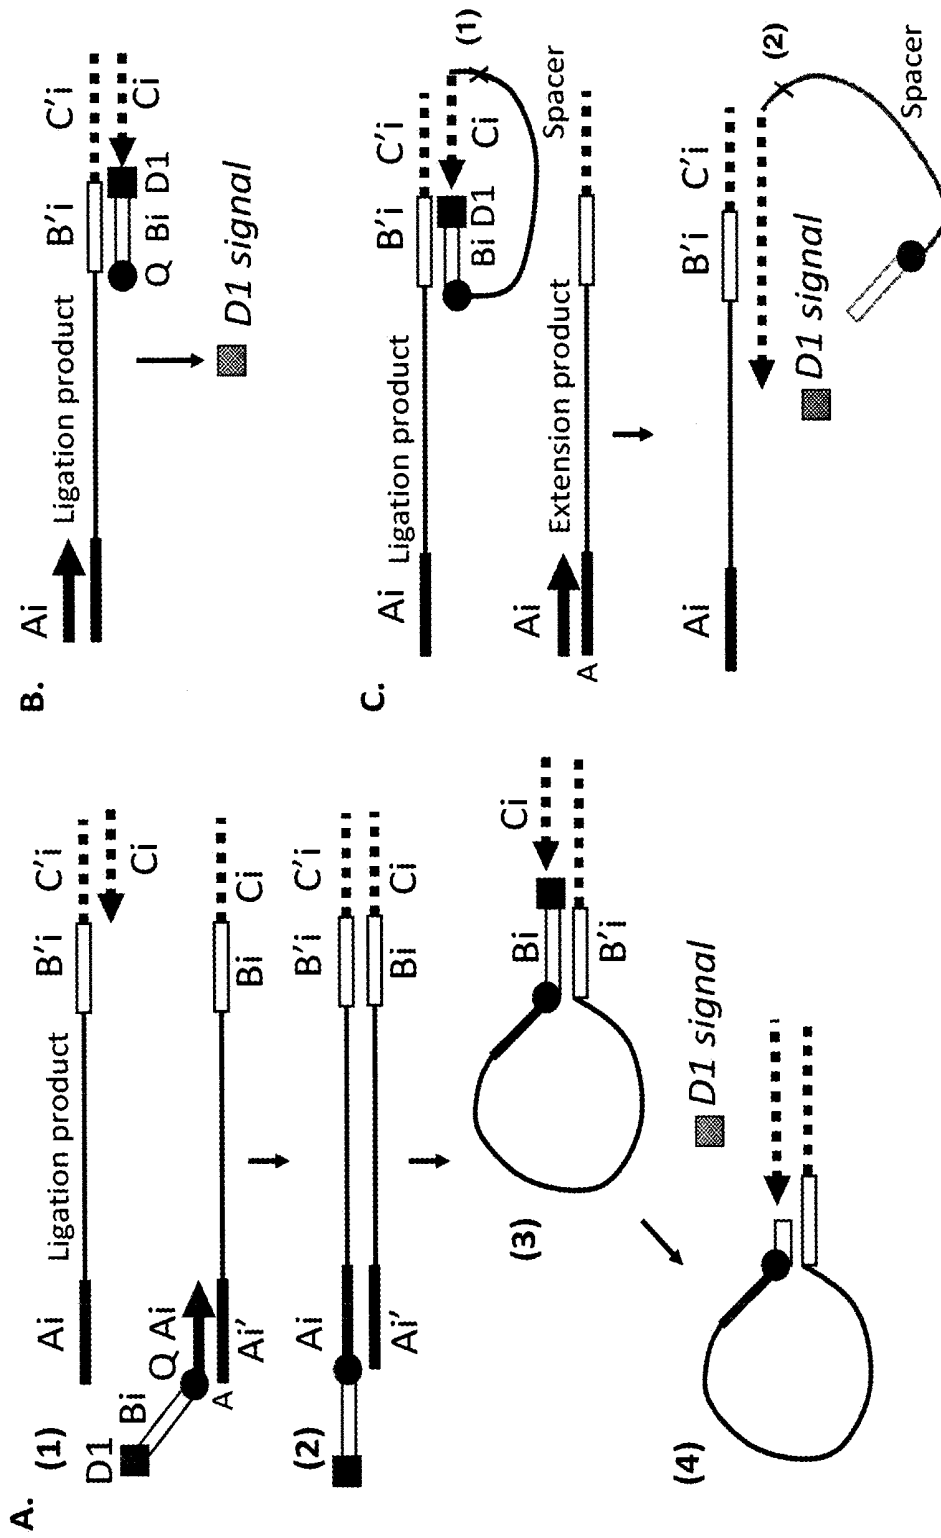 A.
(1)
Ai
Ligation product
B'i
C'i
Ci
D1
Bi
Q
Ai
A
Ai'
Bi
Ci
(2)
Ai
B'i
C'i
Ai'
Bi
Ci
(3)
Bi
Ci
B'i
D1 signal
(4)
B.
Ai
Ligation product
B'i
C'i
Q
Bi
D1
Ci
D1 signal
C.
Ai
Ligation product
B'i
C'i
Bi
D1
Ci
(1)
Spacer
Ai
A
Extension product
Ai
B'i
C'i
(2)
D1 signal
Spacer